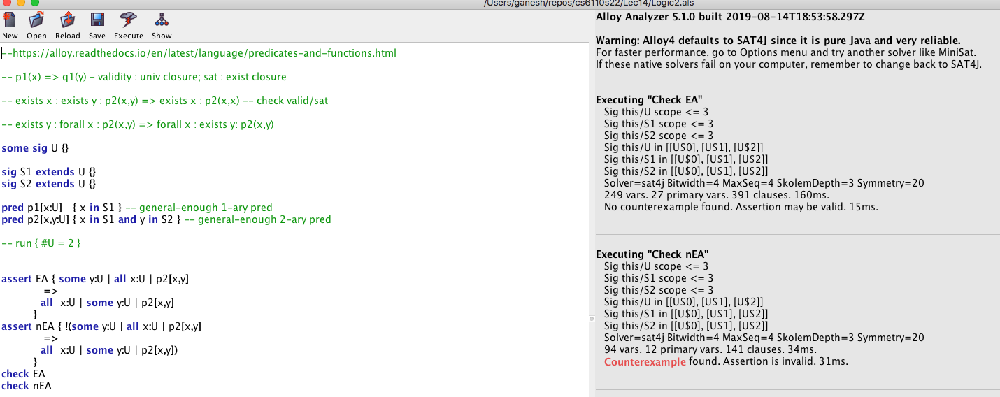 /Users/ganesh/repos/cs6110s22/Lec14/Logic2.als
New Open Reload Save Execute Show
--https://alloy.readthedocs.io/en/latest/language/predicates-and-functions.html
-- p1(x) => q1(y) - validity : univ closure; sat : exist closure
-- exists x : exists y : p2(x,y) => exists x : p2(x,x) -- check valid/sat
-- exists y : forall x : p2(x,y) => forall x : exists y: p2(x,y)
some sig U {}
sig S1 extends U {}
sig S2 extends U {}
pred p1[x:U] { x in S1 } -- general-enough 1-ary pred
pred p2[x,y:U] { x in S1 and y in S2 } -- general-enough 2-ary pred
-- run { #U = 2 }
assert EA { some y:U | all x:U | p2[x,y]
=>
all x:U | some y:U | p2[x,y]
}
assert nEA { !(some y:U | all x:U | p2[x,y]
=>
all x:U | some y:U | p2[x,y])
}
check EA
check nEA
Alloy Analyzer 5.1.0 built 2019-08-14T18:53:58.297Z
Warning: Alloy4 defaults to SAT4J since it is pure Java and very reliable.
For faster performance, go to Options menu and try another solver like MiniSat.
If these native solvers fail on your computer, remember to change back to SAT4J.
Executing "Check EA"
Sig this/U scope <= 3
Sig this/S1 scope <= 3
Sig this/S2 scope <= 3
Sig this/U in [[U$0], [U$1], [U$2]]
Sig this/S1 in [[U$0], [U$1], [U$2]]
Sig this/S2 in [[U$0], [U$1], [U$2]]
Solver=sat4j Bitwidth=4 MaxSeq=4 SkolemDepth=3 Symmetry=20
249 vars. 27 primary vars. 391 clauses. 160ms.
No counterexample found. Assertion may be valid. 15ms.
Executing "Check nEA"
Sig this/U scope <= 3
Sig this/S1 scope <= 3
Sig this/S2 scope <= 3
Sig this/U in [[U$0], [U$1], [U$2]]
Sig this/S1 in [[U$0], [U$1], [U$2]]
Sig this/S2 in [[U$0], [U$1], [U$2]]
Solver=sat4j Bitwidth=4 MaxSeq=4 SkolemDepth=3 Symmetry=20
94 vars. 12 primary vars. 141 clauses. 34ms.
Counterexample found. Assertion is invalid. 31ms.